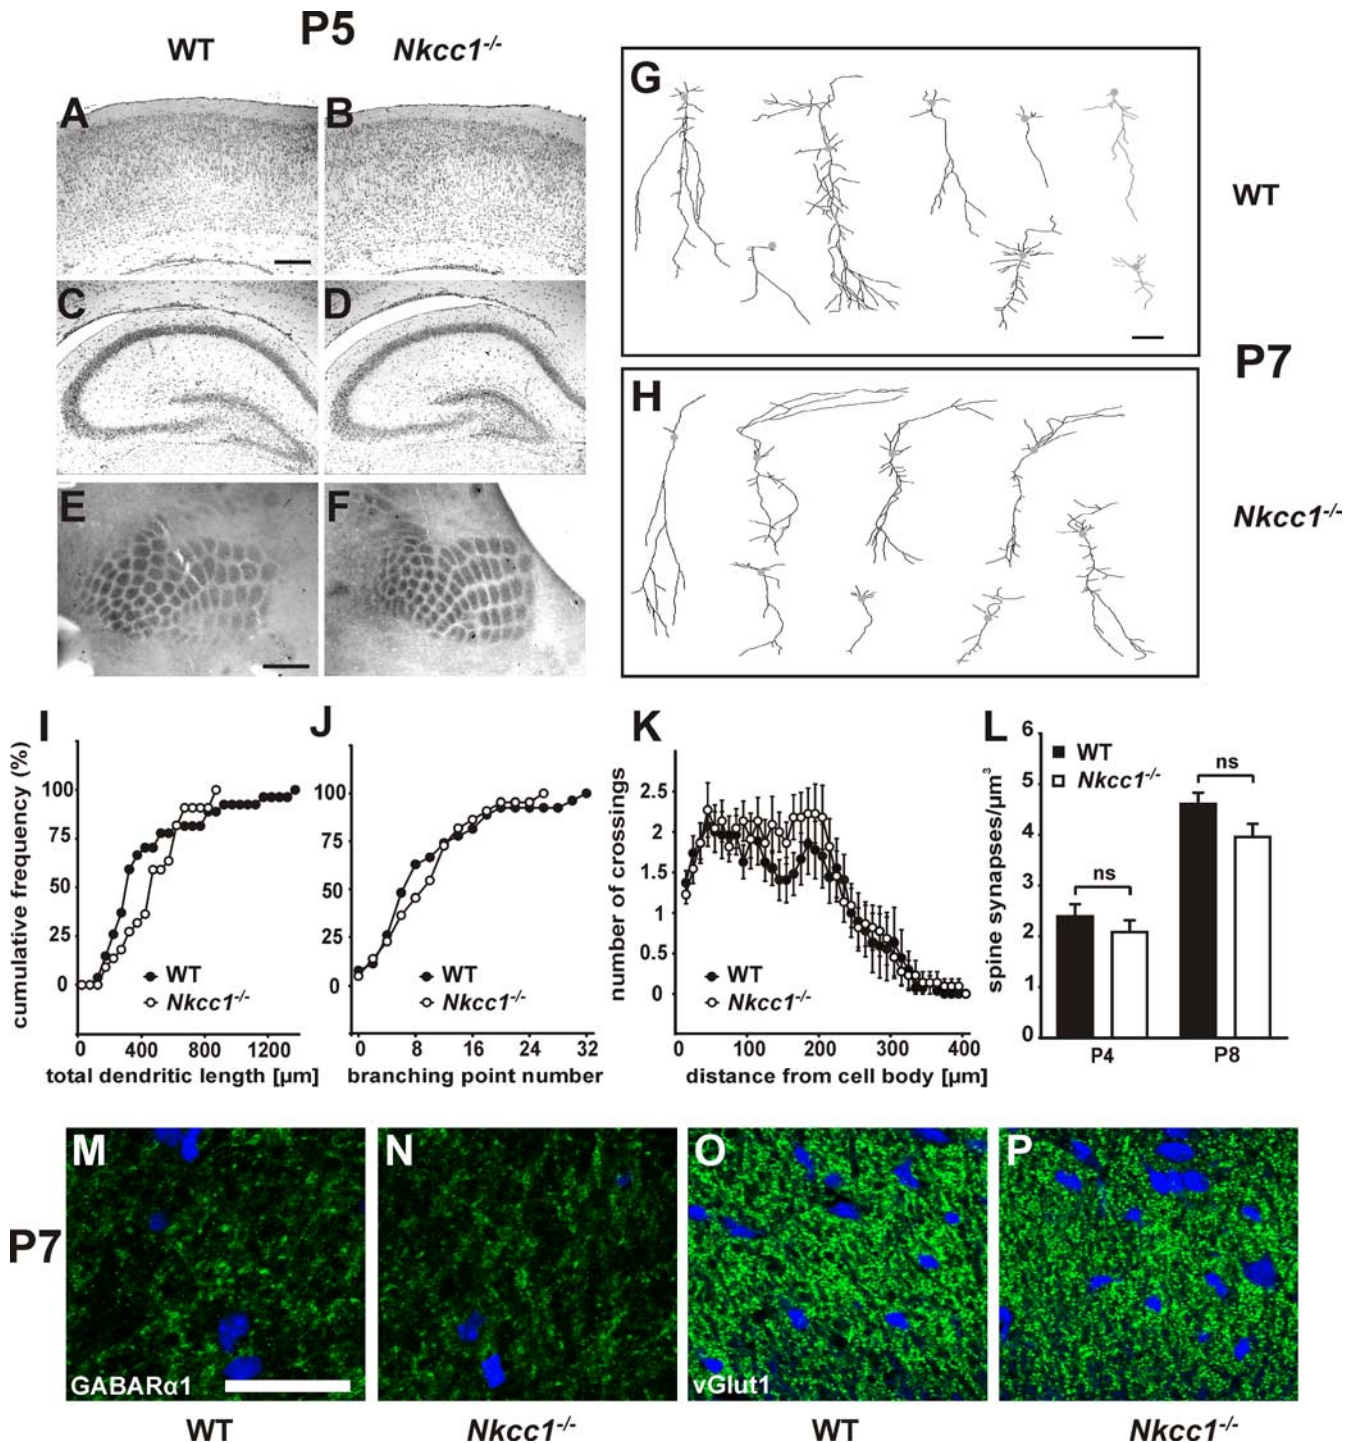 P5
WT
Nkcc1-/-
A
B
C
D
E
F
G
WT
P7
H
Nkcc1-/-
I
cumulative frequency (%)
100
75
50
25
0
WT
Nkcc1-/-
0 400 800 1200
total dendritic length [µm]
J
100
75
50
25
0
WT
Nkcc1-/-
0 8 16 24 32
branching point number
K
number of crossings
2.5
2
1.5
1
0.5
0
WT
Nkcc1-/-
0 100 200 300 400
distance from cell body [µm]
L
spine synapses/µm³
6
5
4
3
2
1
0
WT
Nkcc1-/-
ns
ns
P4
P8
P7
M
GABARα1
WT
N
Nkcc1-/-
O
vGlut1
WT
P
Nkcc1-/-